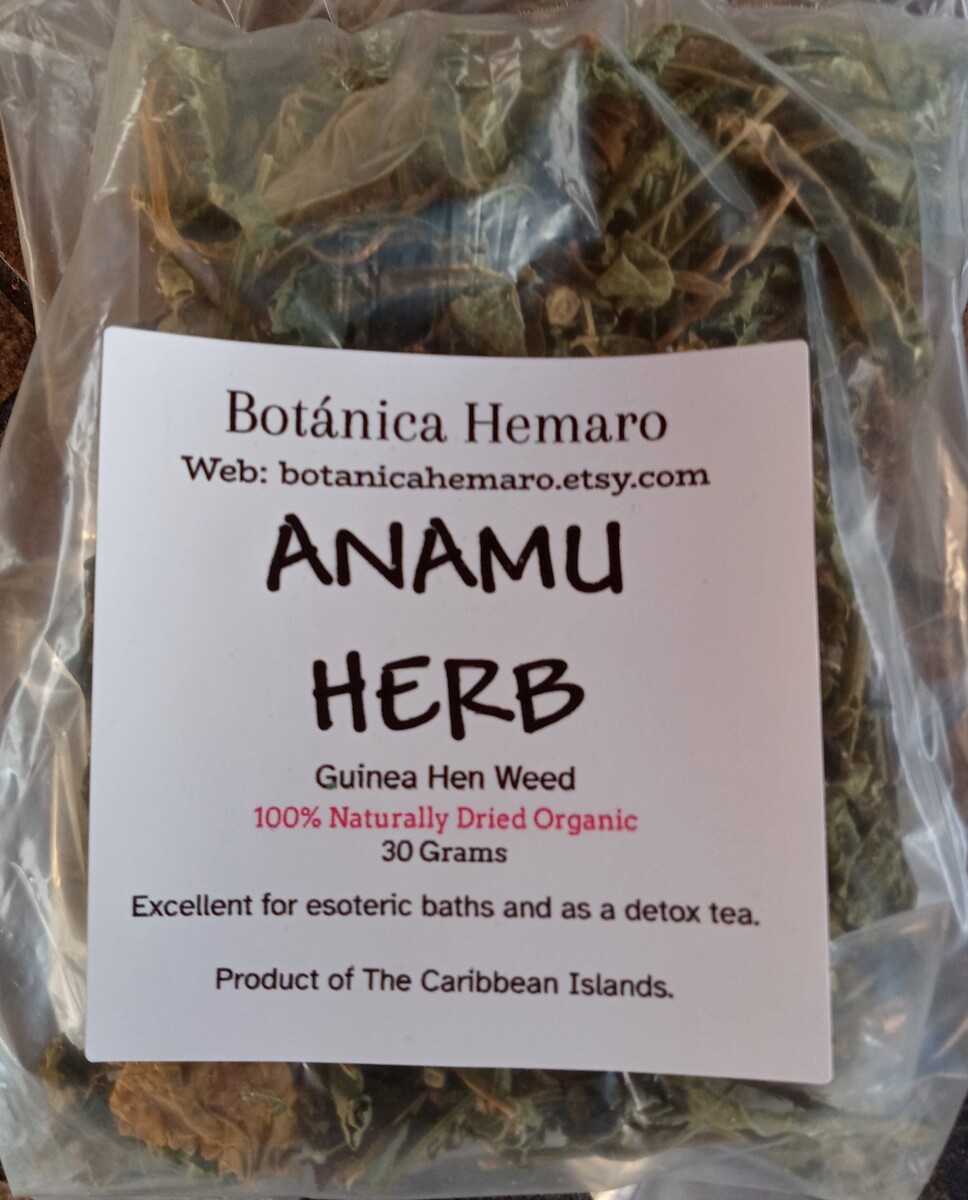 Botánica Hemaro
Web: botanicahemaro.etsy.com
ANAMU
HERB
Guinea Hen Weed
100% Naturally Dried Organic
30 Grams
Excellent for esoteric baths and as a detox tea.
Product of The Caribbean Islands.